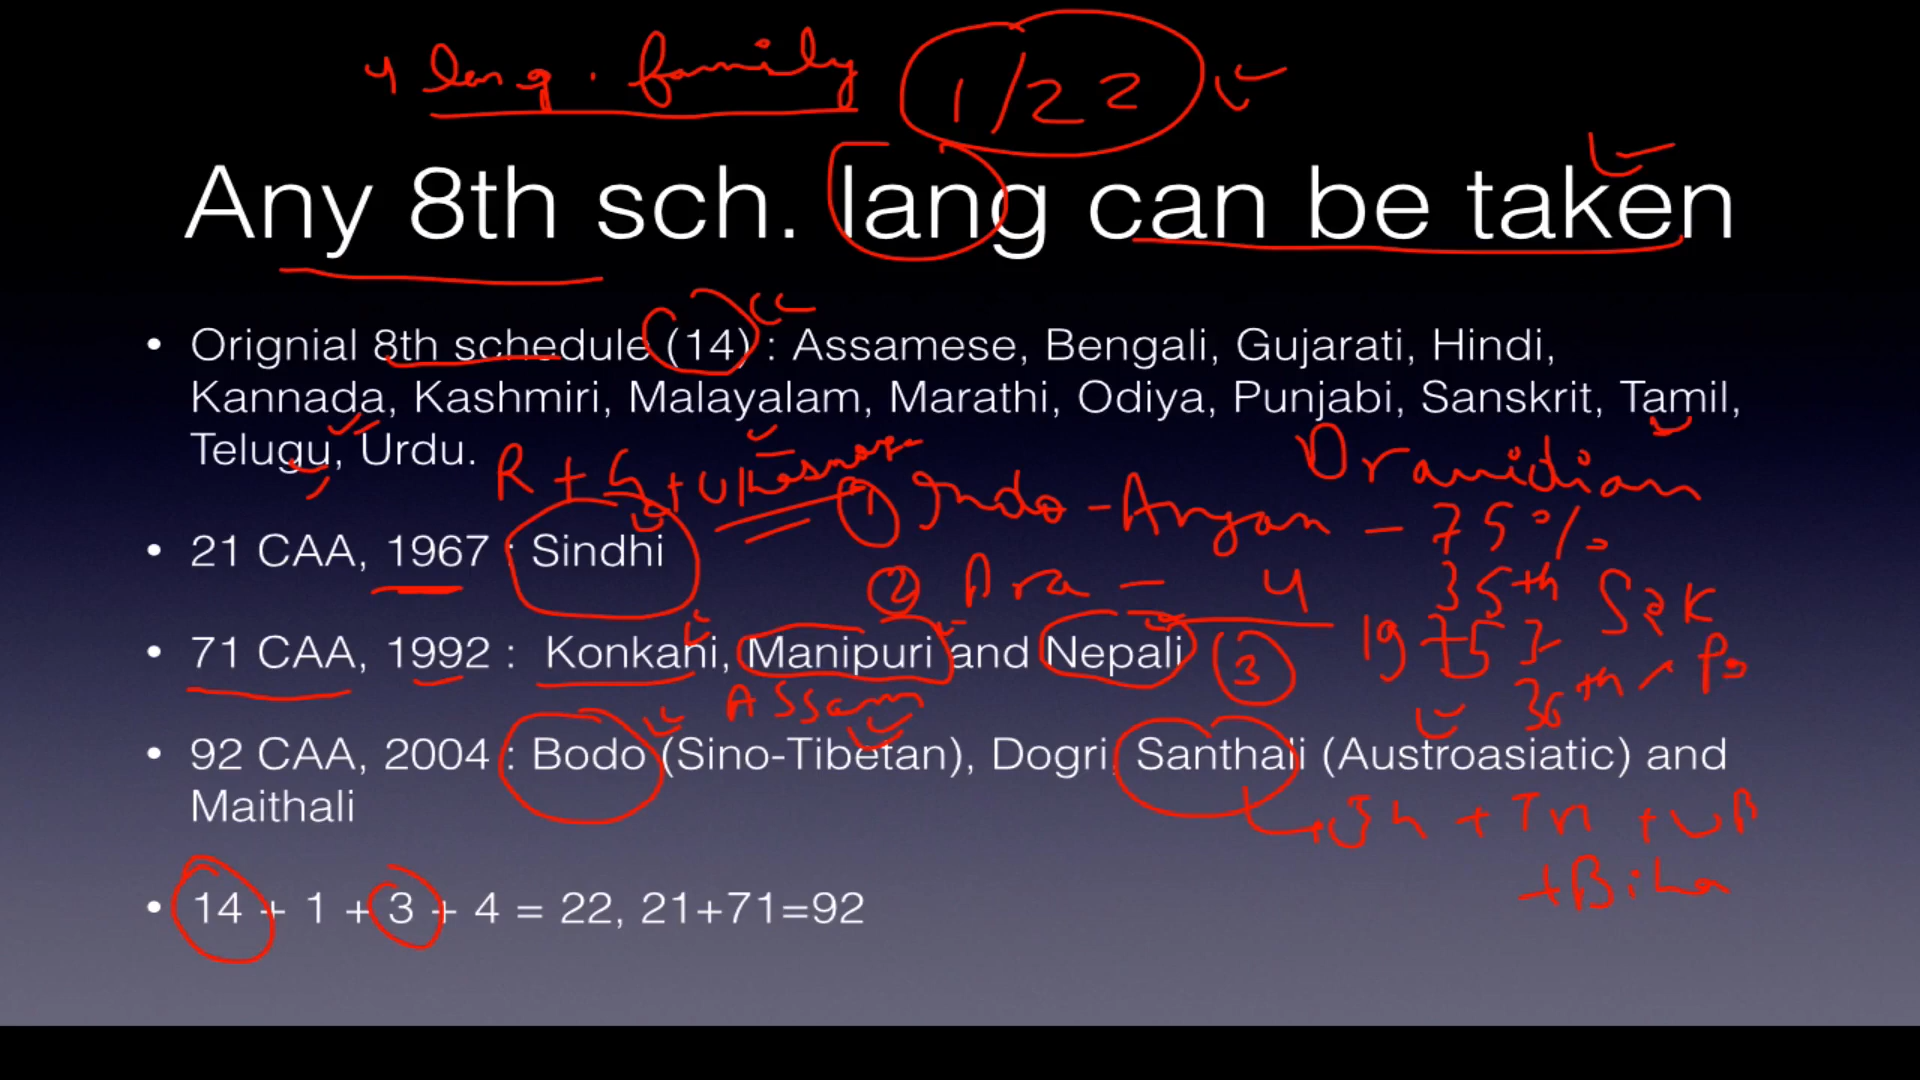 4 lang. family 1/22
Any 8th sch. lang can be taken
• Orignial 8th schedule (14) : Assamese, Bengali, Gujarati, Hindi,
Kannada, Kashmiri, Malayalam, Marathi, Odiya, Punjabi, Sanskrit, Tamil,
Telugu, Urdu.
Dravidian
R + G + Ulhasnagar
① Indo-Aryan - 75%
• 21 CAA, 1967 : Sindhi
② Dra - 4
35th
1975
36th
• 71 CAA, 1992 : Konkani, Manipuri and Nepali ③
Assam
• 92 CAA, 2004 : Bodo (Sino-Tibetan), Dogri, Santhali (Austroasiatic) and
Maithali
Jh + + WB
+ Bihar
• 14 + 1 + 3 + 4 = 22, 21+71=92